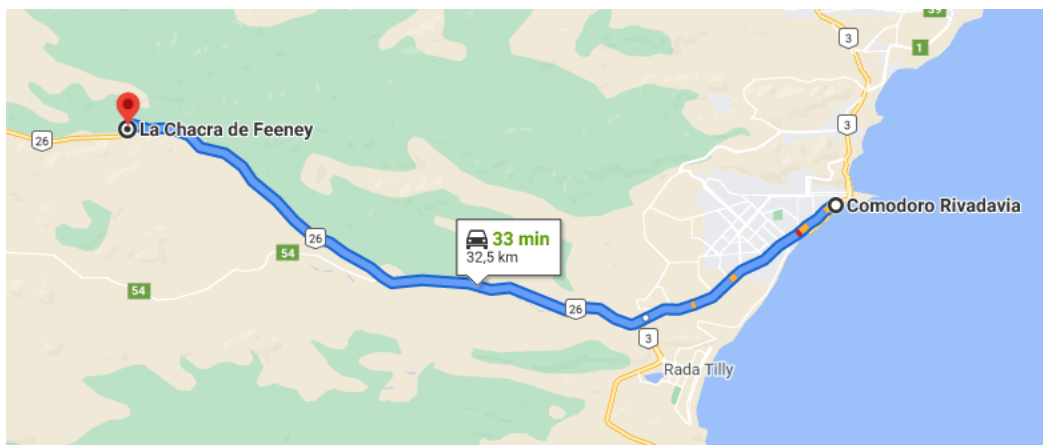 39
3
1
3
La Chacra de Feeney
26
Comodoro Rivadavia
33 min
32,5 km
26
54
54
26
3
Rada Tilly